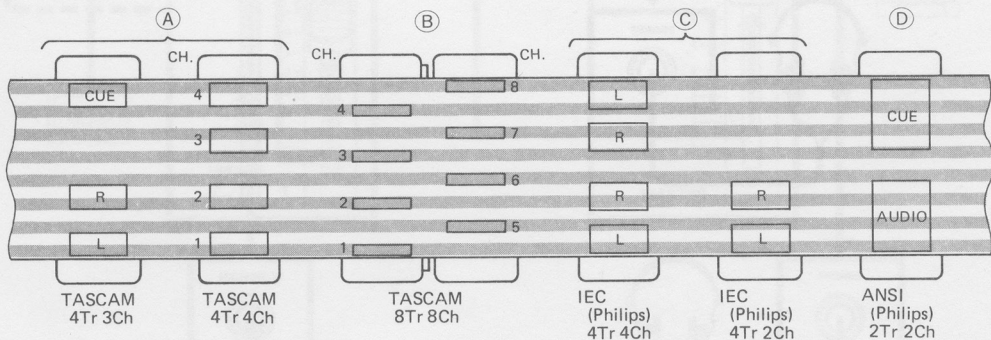 A B C D
CH. CH. CH.
CUE 4 4 8 L CUE
3 3 7 R
R 2 2 6 R R AUDIO
L 1 1 5 L L
TASCAM TASCAM TASCAM IEC IEC ANSI
4Tr 3Ch 4Tr 4Ch 8Tr 8Ch (Philips) (Philips) (Philips)
4Tr 4Ch 4Tr 2Ch 2Tr 2Ch